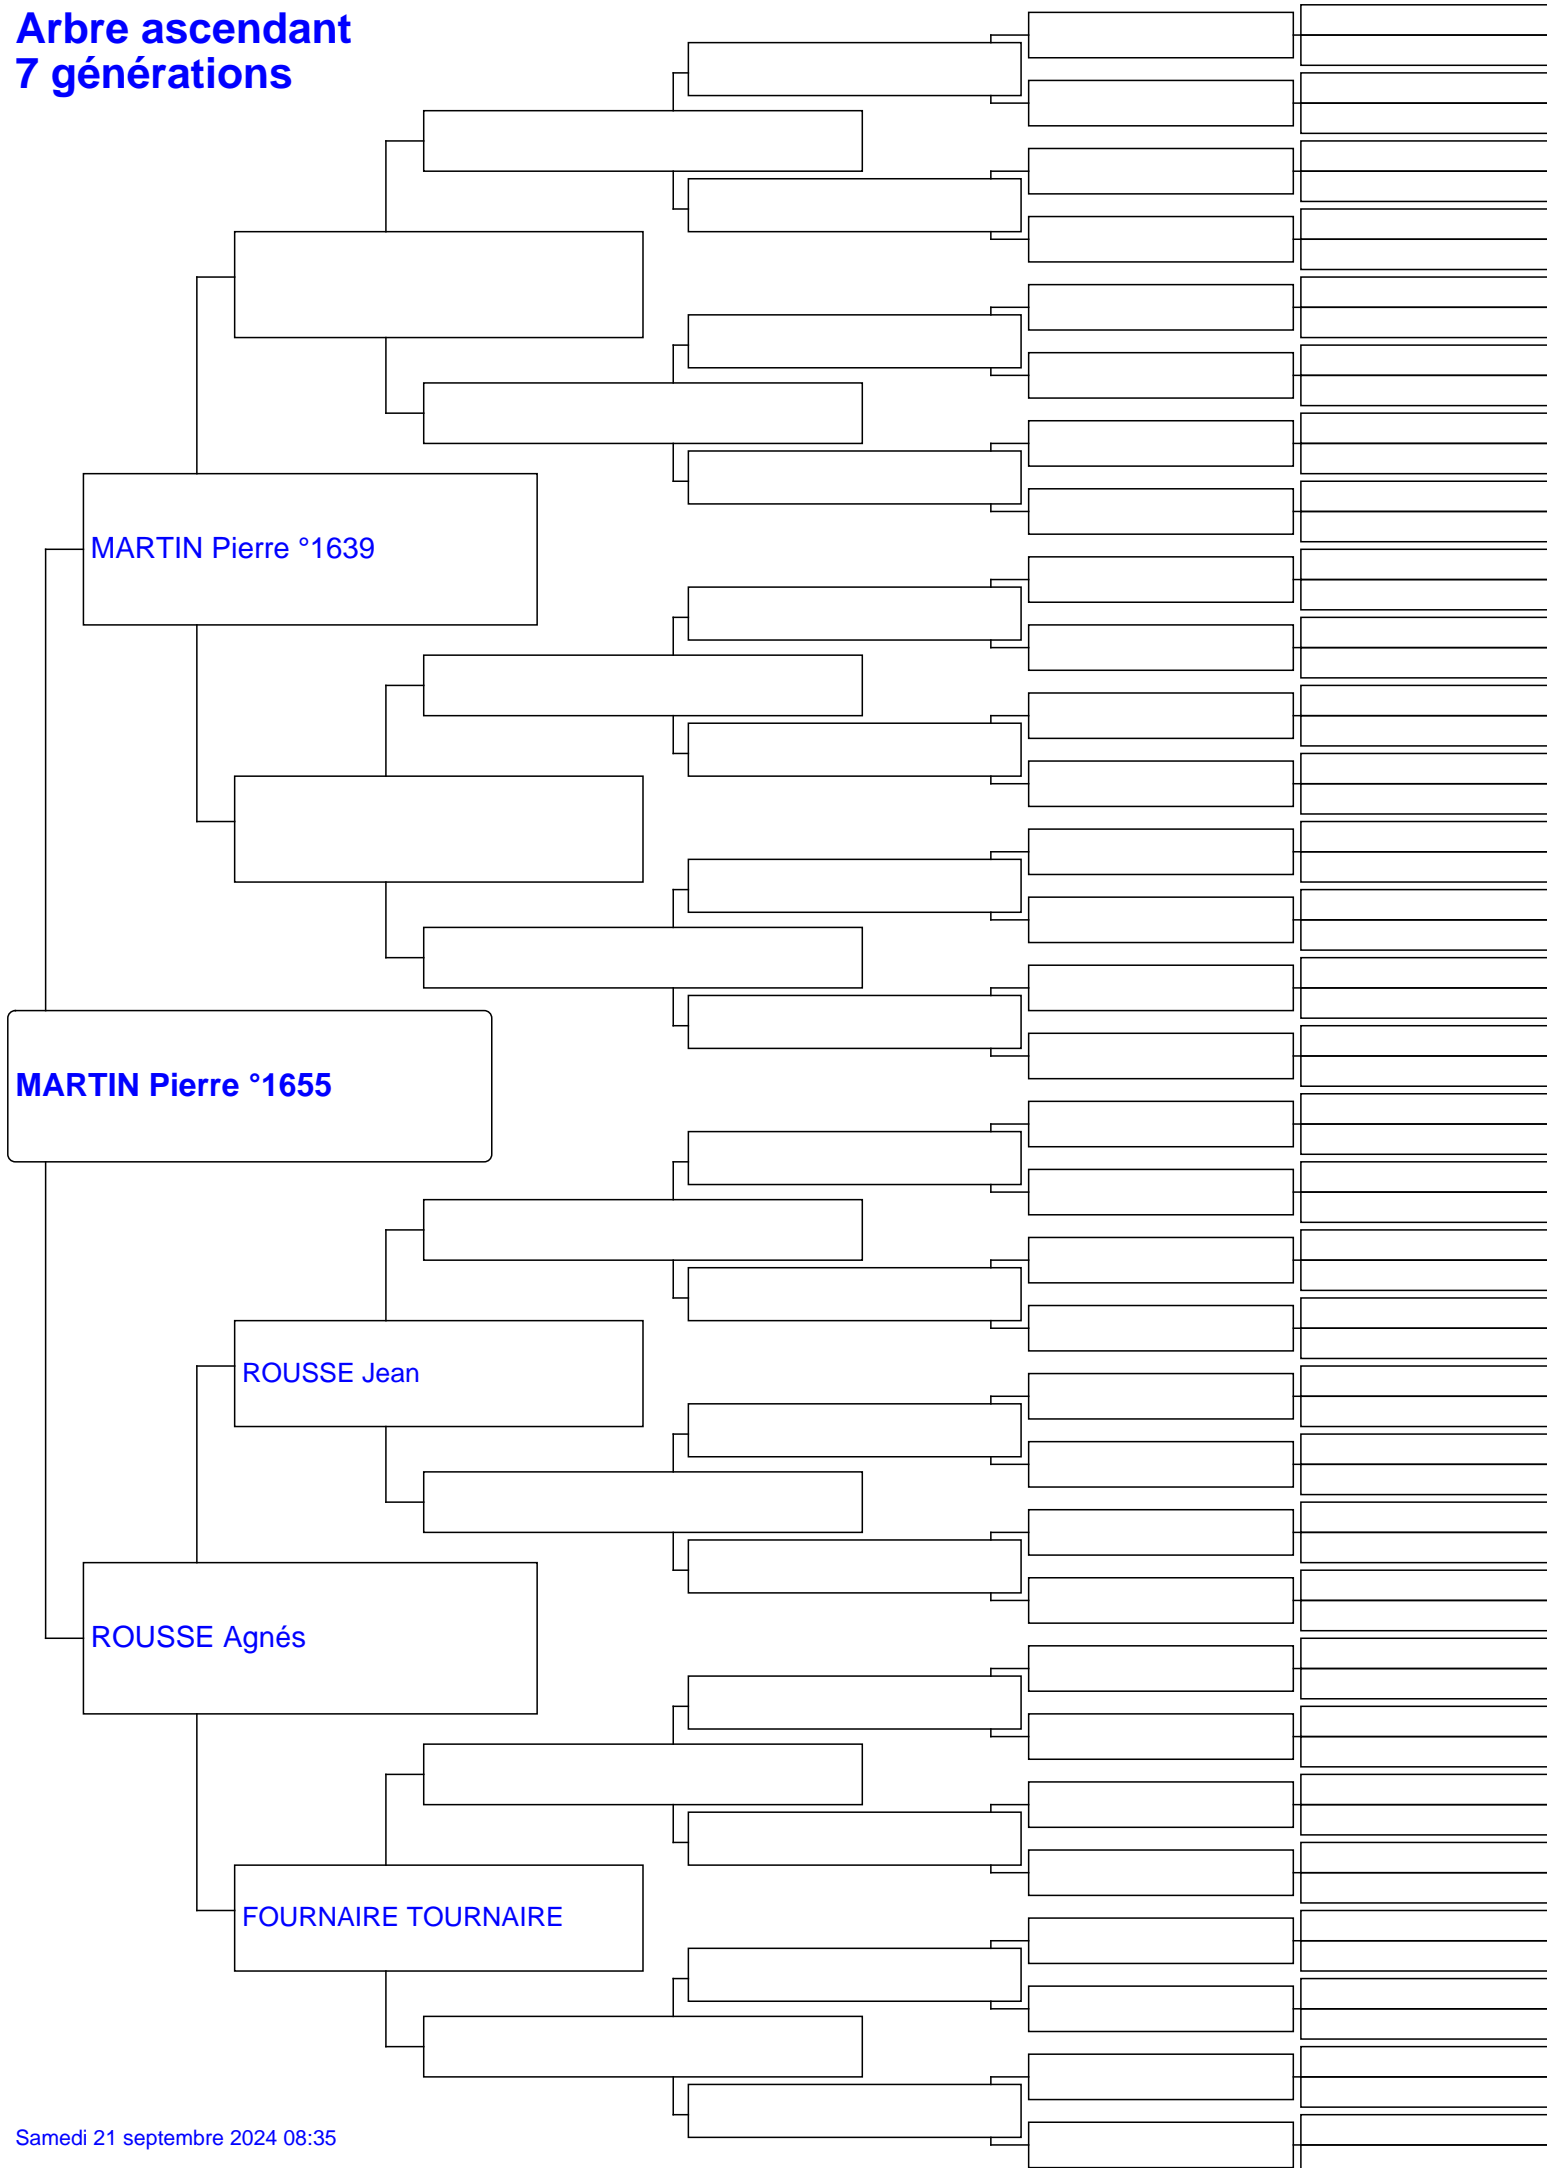 Arbre ascendant
7 générations
MARTIN Pierre °1639
MARTIN Pierre °1655
ROUSSE Jean
ROUSSE Agnés
FOURNAIRE TOURNAIRE
Samedi 21 septembre 2024 08:35